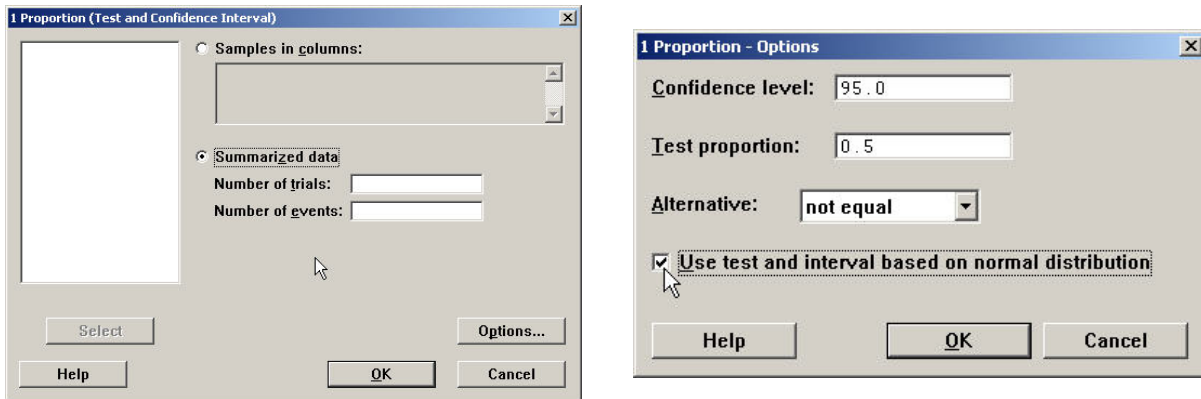 1 Proportion (Test and Confidence Interval)
Samples in columns:
Summarized data
Number of trials:
Number of events:
Select
Options...
Help
OK
Cancel
1 Proportion - Options
Confidence level: 95.0
Test proportion: 0.5
Alternative: not equal
Use test and interval based on normal distribution
Help
OK
Cancel